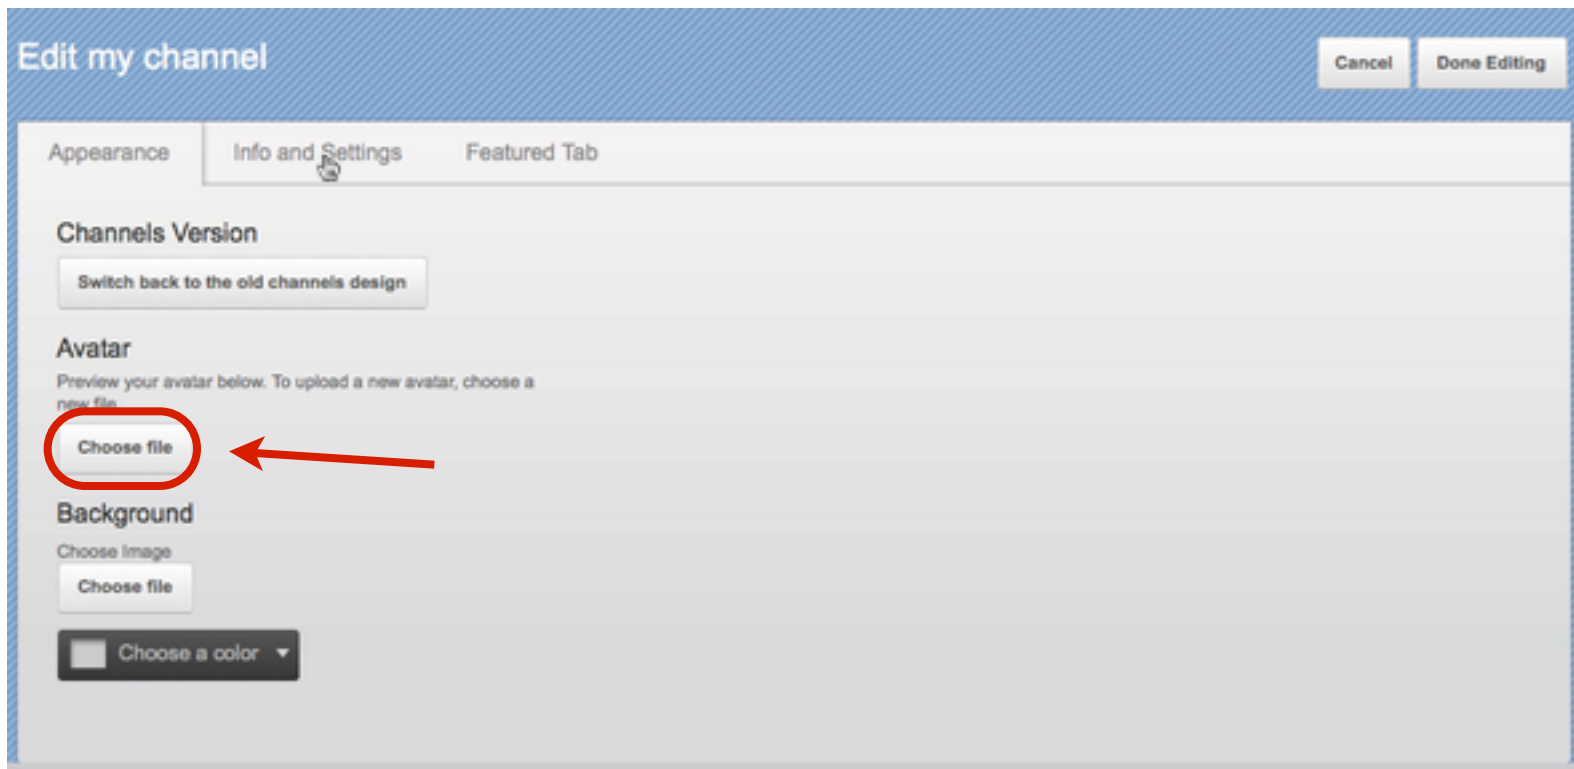 Edit my channel
Cancel
Done Editing
Appearance
Info and Settings
Featured Tab
Channels Version
Switch back to the old channels design
Avatar
Preview your avatar below. To upload a new avatar, choose a
new file.
Choose file
Background
Choose Image
Choose file
Choose a color